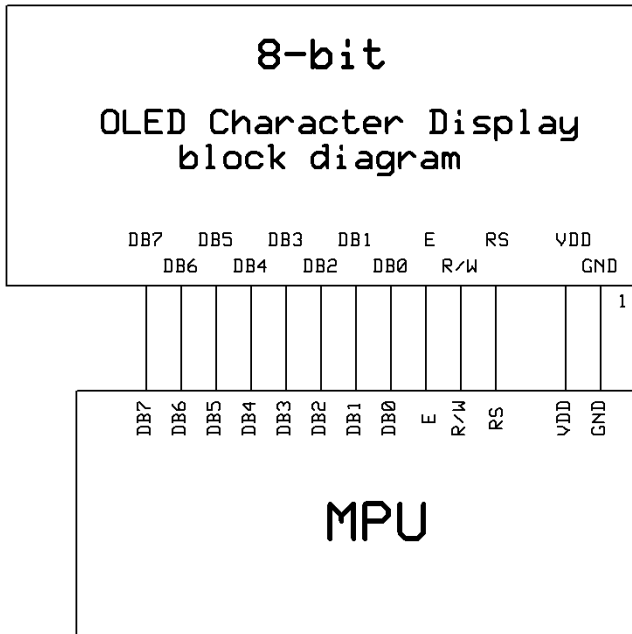 8-bit
OLED Character Display
block diagram
DB7 DB5 DB3 DB1 E RS VDD
DB6 DB4 DB2 DB0 R/W GND
1
DB7 DB6 DB5 DB4 DB3 DB2 DB1 DB0 E R/W RS VDD GND
MPU